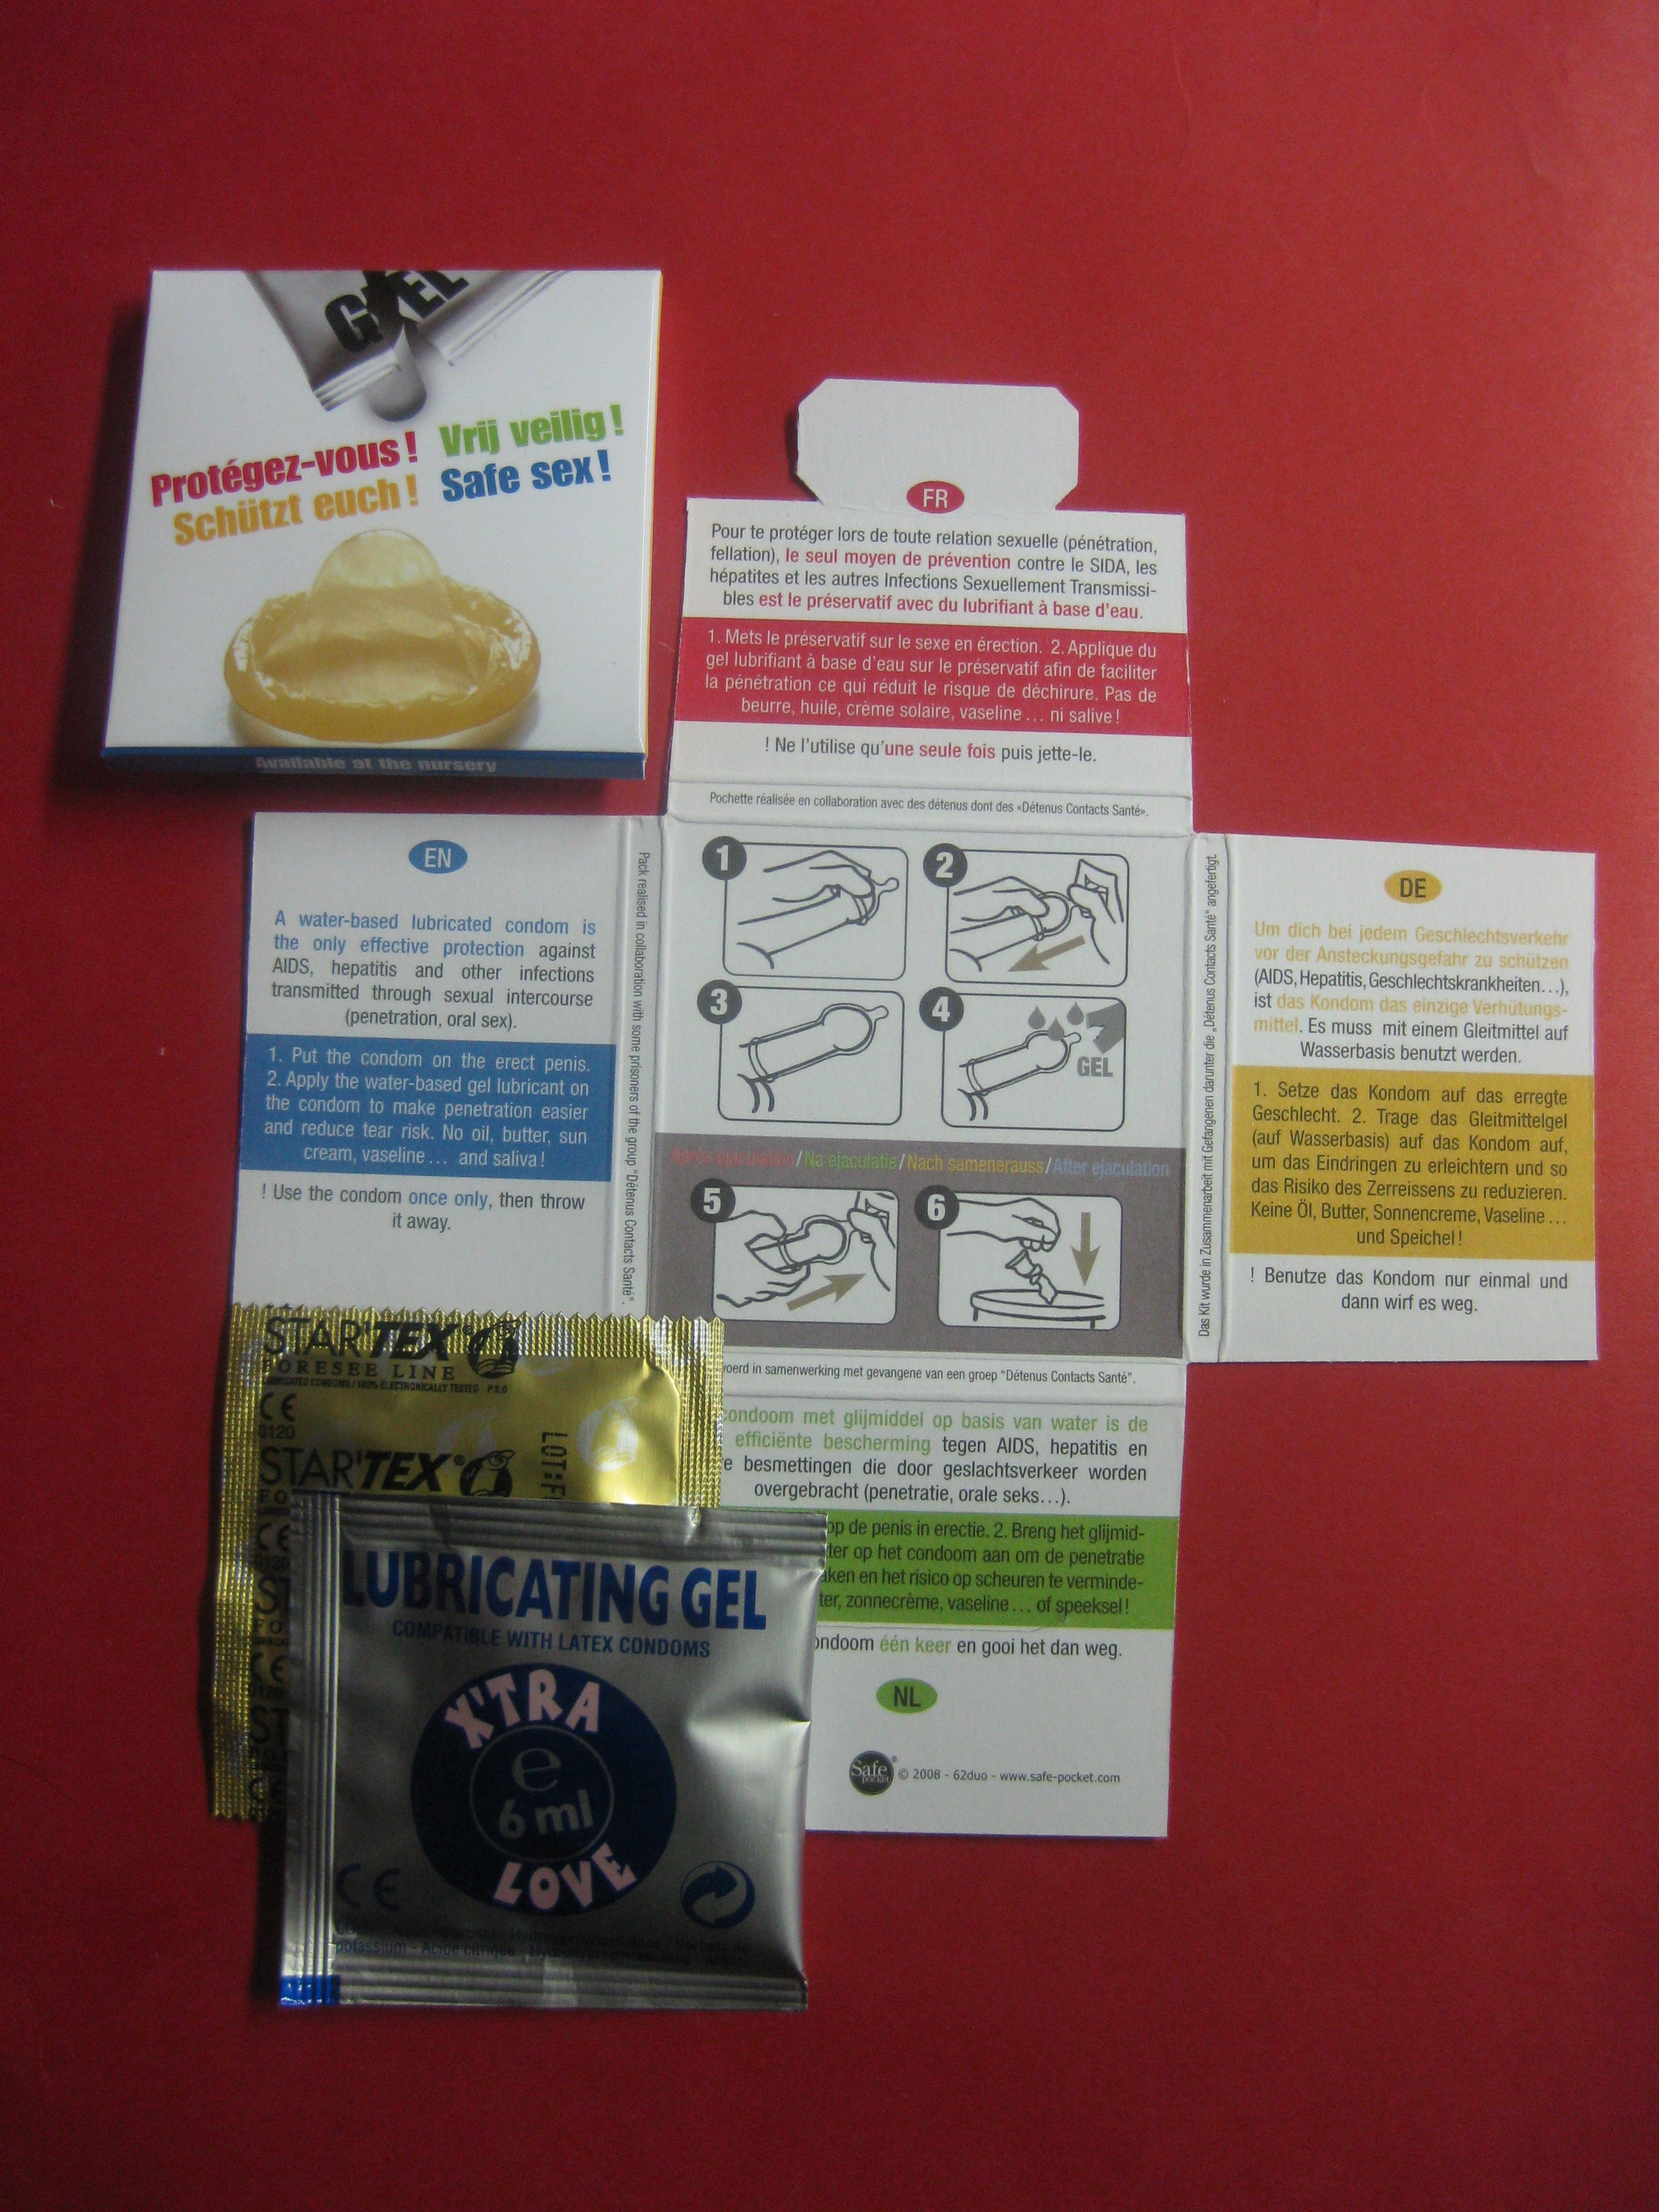 GEL
Protégez-vous! Vrij veilig!
Schützt euch! Safe sex!
Available at the nursery
FR
Pour te protéger lors de toute relation sexuelle (pénétration,
fellation), le seul moyen de prévention contre le SIDA, les
hépatites et les autres Infections Sexuellement Transmissi-
bles est le préservatif avec du lubrifiant à base d'eau.
1. Mets le préservatif sur le sexe en érection. 2. Applique du
gel lubrifiant à base d'eau sur le préservatif afin de faciliter
la pénétration ce qui réduit le risque de déchirure. Pas de
beurre, huile, crème solaire, vaseline... ni salive!
! Ne l'utilise qu'une seule fois puis jette-le.
Pochette réalisée en collaboration avec des détenus dont des «Détenus Contacts Santé».
EN
A water-based lubricated condom is
the only effective protection against
AIDS, hepatitis and other infections
transmitted through sexual intercourse
(penetration, oral sex).
1. Put the condom on the erect penis.
2. Apply the water-based gel lubricant on
the condom to make penetration easier
and reduce tear risk. No oil, butter, sun
cream, vaseline... and saliva!
! Use the condom once only, then throw
it away.
Pack realised in collaboration with some prisoners of the group "Détenus Contacts Santé".
1
2
3
4
GEL
Après ejaculation/Na ejaculatie/Nach samenerauss/After ejaculation
5
6
Das Kit wurde in Zusammenarbeit mit Gefangenen darunter die „Détenus Contacts Santé" angefertigt.
DE
Um dich bei jedem Geschlechtsverkehr
vor der Ansteckungsgefahr zu schützen
(AIDS, Hepatitis, Geschlechtskrankheiten...),
ist das Kondom das einzige Verhütungs-
mittel. Es muss mit einem Gleitmittel auf
Wasserbasis benutzt werden.
1. Setze das Kondom auf das erregte
Geschlecht. 2. Trage das Gleitmittelgel
(auf Wasserbasis) auf das Kondom auf,
um das Eindringen zu erleichtern und so
das Risiko des Zerreissens zu reduzieren.
Keine Öl, Butter, Sonnencreme, Vaseline...
und Speichel!
! Benutze das Kondom nur einmal und
dann wirf es weg.
voerd in samenwerking met gevangene van een groep "Détenus Contacts Santé".
condoom met glijmiddel op basis van water is de
efficiënte bescherming tegen AIDS, hepatitis en
e besmettingen die door geslachtsverkeer worden
overgebracht (penetratie, orale seks...).
op de penis in erectie. 2. Breng het glijmid-
ter op het condoom aan om de penetratie
aken en het risico op scheuren te verminde-
ter, zonnecrème, vaseline... of speeksel!
ondoom één keer en gooi het dan weg.
NL
Safe pocket ® © 2008 - 62duo - www.safe-pocket.com
STAR'TEX®
FORESEE LINE
LUBRICATED CONDOMS / 100% ELECTRONICALLY TESTED
CE
0120
STAR'TEX®
LOT:
LUBRICATING GEL
COMPATIBLE WITH LATEX CONDOMS
X'TRA
e
6 ml
LOVE
CE
potassium - Acide citrique